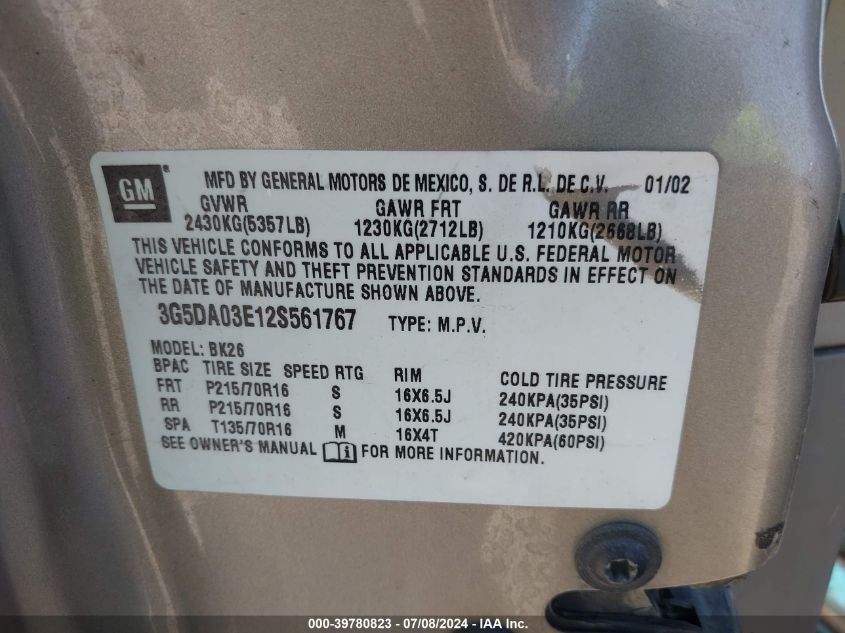 GM
MFD BY GENERAL MOTORS DE MEXICO, S. DE R.L. DE C.V. 01/02
GVWR GAWR FRT GAWR RR
2430KG(5357LB) 1230KG(2712LB) 1210KG(2668LB)
THIS VEHICLE CONFORMS TO ALL APPLICABLE U.S. FEDERAL MOTOR
VEHICLE SAFETY AND THEFT PREVENTION STANDARDS IN EFFECT ON
THE DATE OF MANUFACTURE SHOWN ABOVE.
3G5DA03E12S561767 TYPE: M.P.V.
MODEL: BK26
BPAC TIRE SIZE SPEED RTG RIM COLD TIRE PRESSURE
FRT P215/70R16 S 16X6.5J 240KPA(35PSI)
RR P215/70R16 S 16X6.5J 240KPA(35PSI)
SPA T135/70R16 M 16X4T 420KPA(60PSI)
SEE OWNER'S MANUAL i FOR MORE INFORMATION.
000-39780823 - 07/08/2024 - IAA Inc.